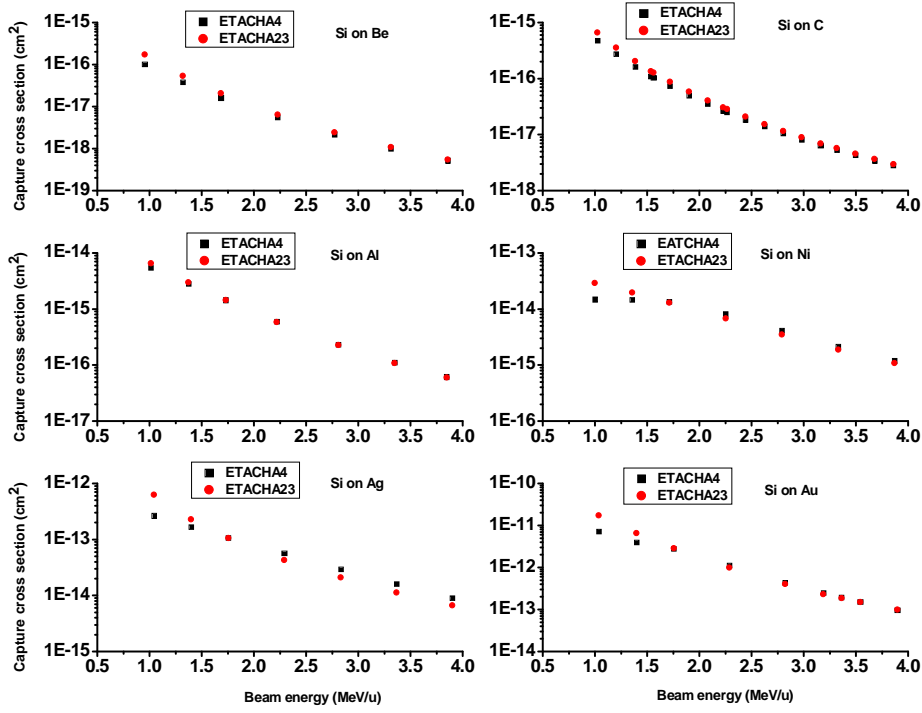 ETACHA4
ETACHA23
Si on Be
Capture cross section (cm²)
1E-15
1E-16
1E-17
1E-18
1E-19
0.5 1.0 1.5 2.0 2.5 3.0 3.5 4.0
ETACHA4
ETACHA23
Si on C
1E-15
1E-16
1E-17
1E-18
0.5 1.0 1.5 2.0 2.5 3.0 3.5 4.0
ETACHA4
ETACHA23
Si on Al
Capture cross section (cm²)
1E-14
1E-15
1E-16
1E-17
0.5 1.0 1.5 2.0 2.5 3.0 3.5 4.0
EATCHA4
ETACHA23
Si on Ni
1E-13
1E-14
1E-15
1E-16
0.5 1.0 1.5 2.0 2.5 3.0 3.5 4.0
ETACHA4
ETACHA23
Si on Ag
Capture cross section (cm²)
1E-12
1E-13
1E-14
1E-15
0.5 1.0 1.5 2.0 2.5 3.0 3.5 4.0
Beam energy (MeV/u)
ETACHA4
ETACHA23
Si on Au
1E-10
1E-11
1E-12
1E-13
1E-14
0.5 1.0 1.5 2.0 2.5 3.0 3.5 4.0
Beam energy (MeV/u)